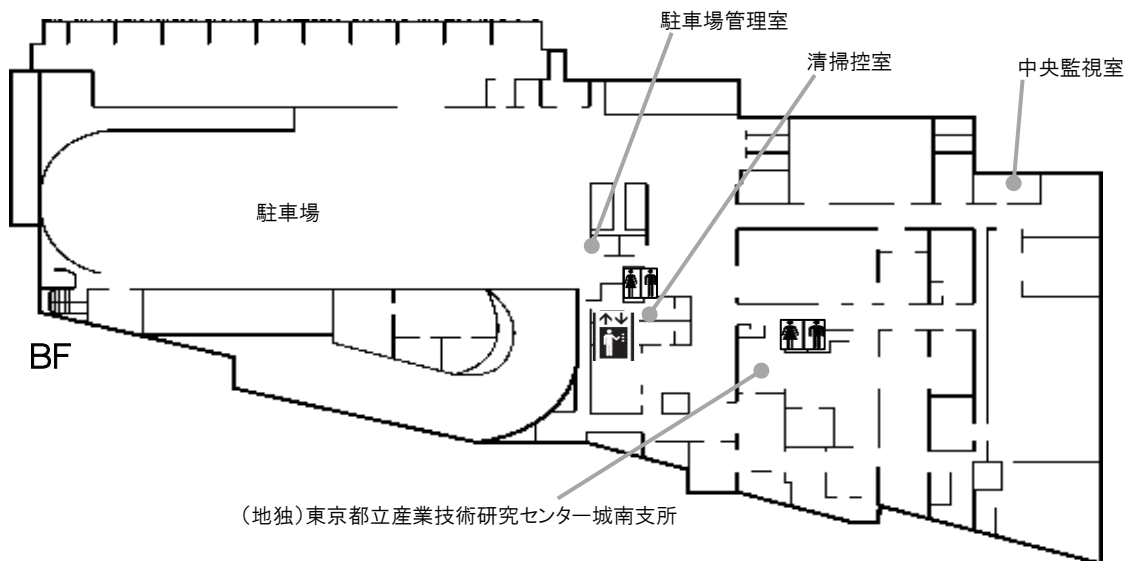 駐車場管理室
清掃控室
中央監視室
駐車場
BF
（地独）東京都立産業技術研究センター城南支所